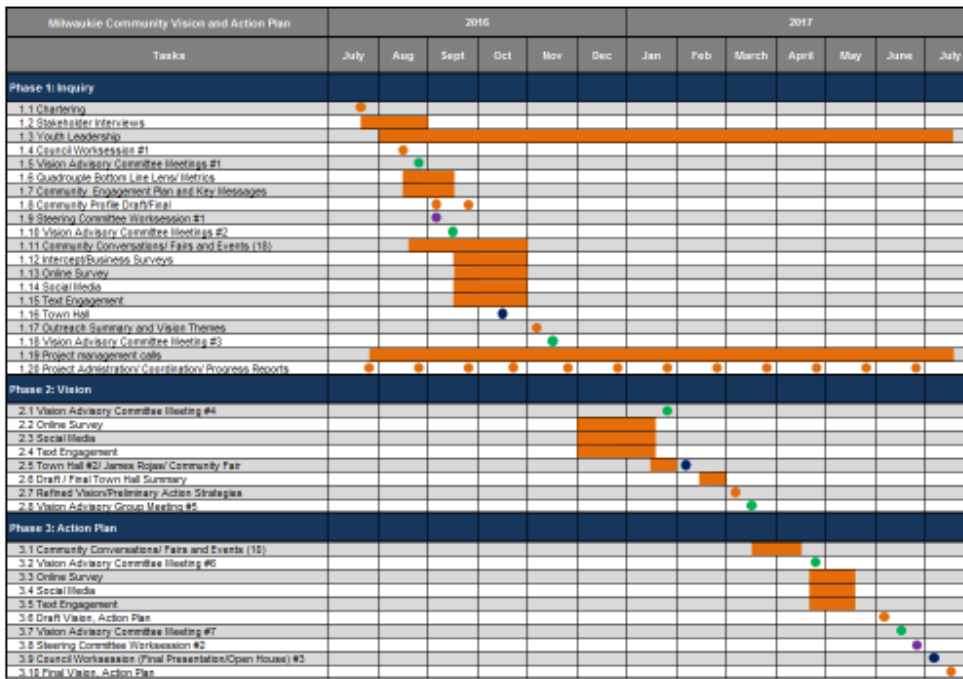 Milwaukie Community Vision and Action Plan 2016 2017
Tasks July Aug Sept Oct Nov Dec Jan Feb March April May June July
Phase 1: Inquiry
1.1 Chartering
1.2 Stakeholder Interviews
1.3 Youth Leadership
1.4 Council Worksession #1
1.5 Vision Advisory Committee Meetings #1
1.6 Quadrouple Bottom Line Lens/ Metrics
1.7 Community Engagement Plan and Key Messages
1.8 Community Profile Draft/Final
1.9 Steering Committee Worksession #1
1.10 Vision Advisory Committee Meetings #2
1.11 Community Conversations/ Fairs and Events (18)
1.12 Intercept/Business Surveys
1.13 Online Survey
1.14 Social Media
1.15 Text Engagement
1.16 Town Hall
1.17 Outreach Summary and Vision Themes
1.18 Vision Advisory Committee Meeting #3
1.19 Project management calls
1.20 Project Admistration/ Coordination/ Progress Reports
Phase 2: Vision
2.1 Vision Advisory Committee Meeting #4
2.2 Online Survey
2.3 Social Media
2.4 Text Engagement
2.5 Town Hall #2/ James Rojas/ Community Fair
2.6 Draft / Final Town Hall Summary
2.7 Refined Vision/Preliminary Action Strategies
2.8 Vision Advisory Group Meeting #5
Phase 3: Action Plan
3.1 Community Conversations/ Fairs and Events (10)
3.2 Vision Advisory Committee Meeting #6
3.3 Online Survey
3.4 Social Media
3.5 Text Engagement
3.6 Draft Vision, Action Plan
3.7 Vision Advisory Committee Meeting #7
3.8 Steering Committee Worksession #2
3.9 Council Worksession (Final Presentation/Open House) #3
3.10 Final Vision, Action Plan